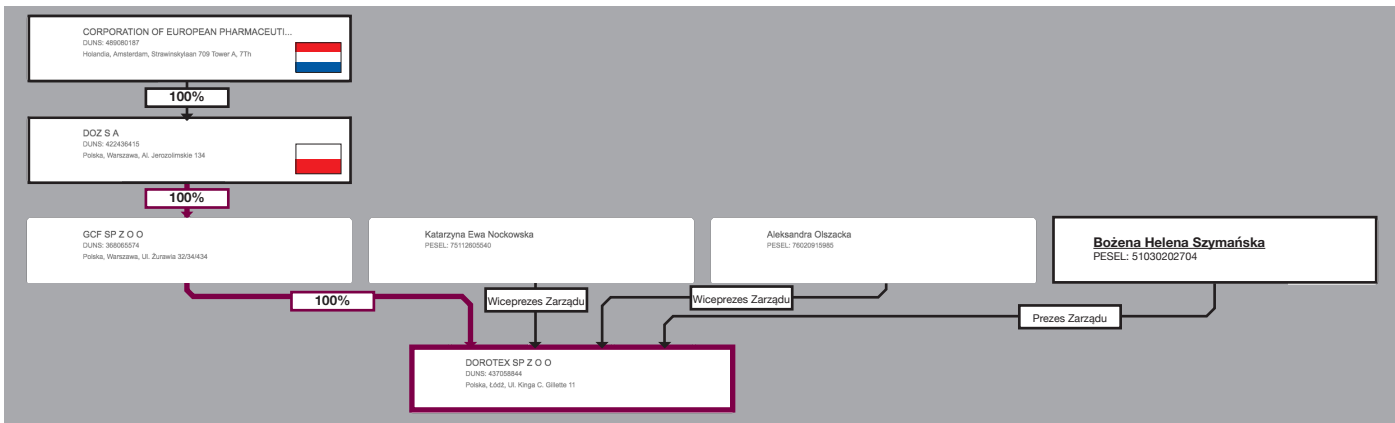 CORPORATION OF EUROPEAN PHARMACEUTI...
DUNS: 489080187
Holandia, Amsterdam, Strawinskylaan 709 Tower A, 7Th
100%
DOZ S A
DUNS: 422436415
Polska, Warszawa, Al. Jerozolimskie 134
100%
GCF SP Z O O
DUNS: 368065574
Polska, Warszawa, Ul. Żurawia 32/34/434
Katarzyna Ewa Nockowska
PESEL: 75112605540
Aleksandra Olszacka
PESEL: 76020915985
Bożena Helena Szymańska
PESEL: 51030202704
100%
Wiceprezes Zarządu
Wiceprezes Zarządu
Prezes Zarządu
DOROTEX SP Z O O
DUNS: 437058844
Polska, Łódź, Ul. Kinga C. Gillette 11